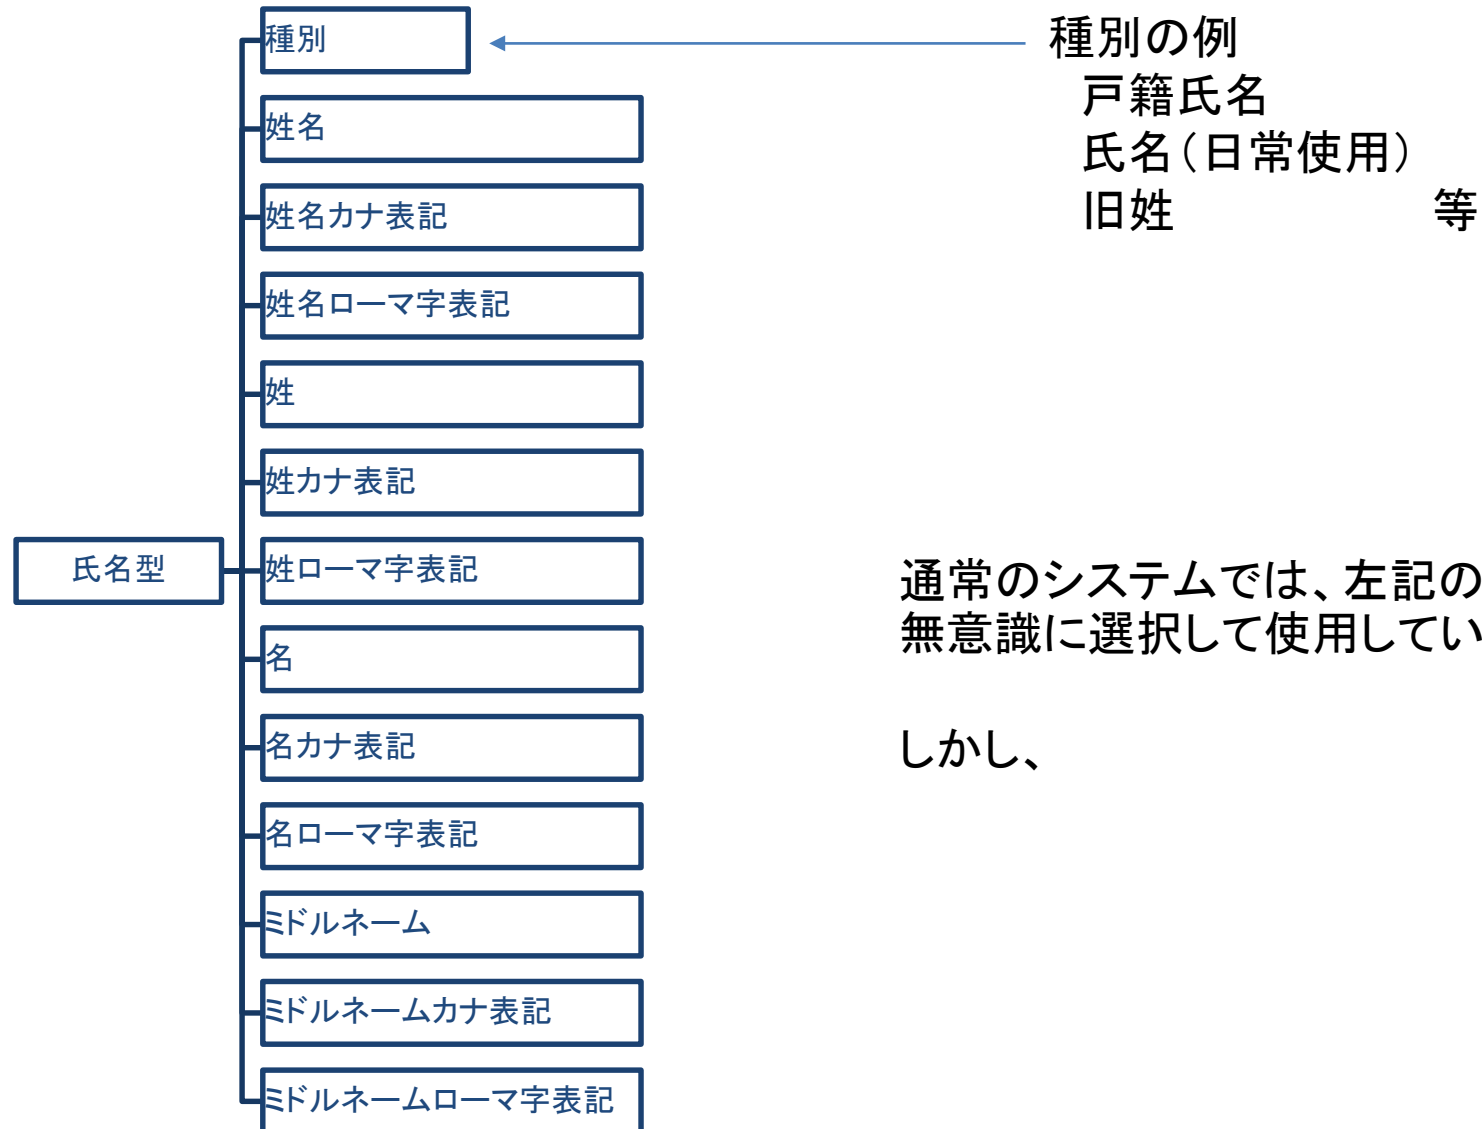 種別
姓名
姓名カナ表記
姓名ローマ字表記
姓
姓カナ表記
氏名型
姓ローマ字表記
名
名カナ表記
名ローマ字表記
ミドルネーム
ミドルネームカナ表記
ミドルネームローマ字表記
種別の例
戸籍氏名
氏名(日常使用)
旧姓 等
通常のシステムでは、左記の
無意識に選択して使用してい
しかし、